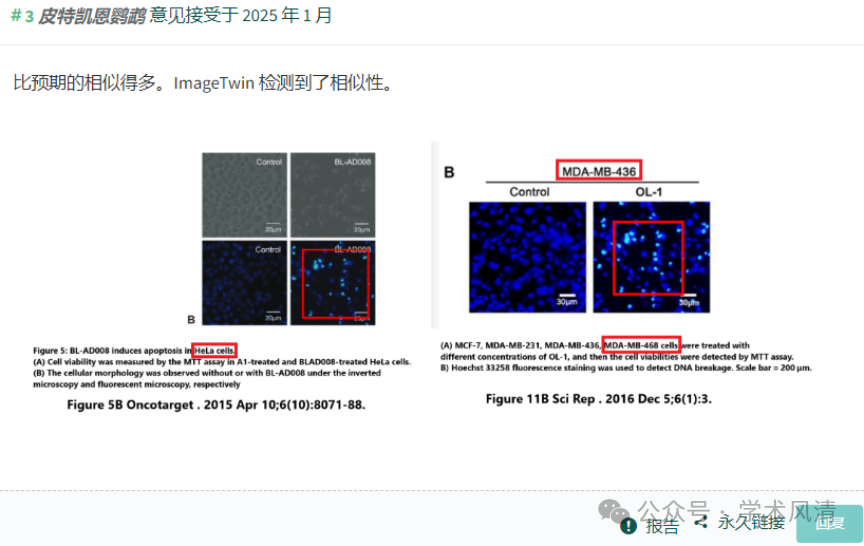 #3 皮特凯恩鹦鹉 意见接受于 2025 年 1 月
比预期的相似得多。ImageTwin 检测到了相似性。
Control
BL-AD008
20µm
20µm
Control
BL-AD008
20µm
20µm
B
Figure 5: BL-AD008 induces apoptosis in HeLa cells.
(A) Cell viability was measured by the MTT assay in A1-treated and BLAD008-treated HeLa cells.
(B) The cellular morphology was observed without or with BL-AD008 under the inverted
microscopy and fluorescent microscopy, respectively
Figure 5B Oncotarget . 2015 Apr 10;6(10):8071-88.
B
MDA-MB-436
Control
OL-1
30µm
30µm
(A) MCF-7, MDA-MB-231, MDA-MB-436, MDA-MB-468 cells were treated with
different concentrations of OL-1, and then the cell viabilities were detected by MTT assay.
B) Hoechst 33258 fluorescence staining was used to detect DNA breakage. Scale bar = 200 µm.
Figure 11B Sci Rep . 2016 Dec 5;6(1):3.
公众号 · 学术风清
报告
永久链接
回复